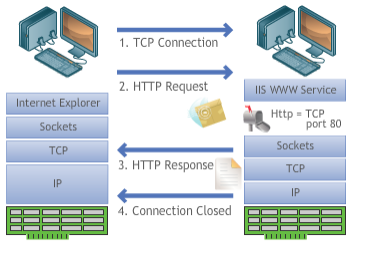 1. TCP Connection
2. HTTP Request
Internet Explorer
Sockets
TCP
IP
IIS WWW Service
Http = TCP
port 80
Sockets
TCP
IP
3. HTTP Response
4. Connection Closed